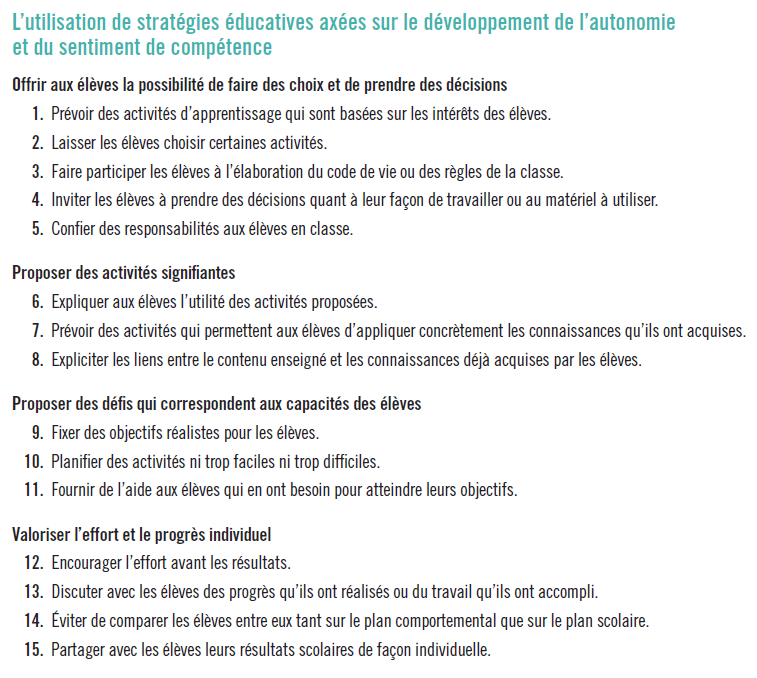 L'utilisation de stratégies éducatives axées sur le développement de l'autonomie
et du sentiment de compétence
Offrir aux élèves la possibilité de faire des choix et de prendre des décisions
1. Prévoir des activités d'apprentissage qui sont basées sur les intérêts des élèves.
2. Laisser les élèves choisir certaines activités.
3. Faire participer les élèves à l'élaboration du code de vie ou des règles de la classe.
4. Inviter les élèves à prendre des décisions quant à leur façon de travailler ou au matériel à utiliser.
5. Confier des responsabilités aux élèves en classe.
Proposer des activités signifiantes
6. Expliquer aux élèves l'utilité des activités proposées.
7. Prévoir des activités qui permettent aux élèves d'appliquer concrètement les connaissances qu'ils ont acquises.
8. Expliciter les liens entre le contenu enseigné et les connaissances déjà acquises par les élèves.
Proposer des défis qui correspondent aux capacités des élèves
9. Fixer des objectifs réalistes pour les élèves.
10. Planifier des activités ni trop faciles ni trop difficiles.
11. Fournir de l'aide aux élèves qui en ont besoin pour atteindre leurs objectifs.
Valoriser l'effort et le progrès individuel
12. Encourager l'effort avant les résultats.
13. Discuter avec les élèves des progrès qu'ils ont réalisés ou du travail qu'ils ont accompli.
14. Éviter de comparer les élèves entre eux tant sur le plan comportemental que sur le plan scolaire.
15. Partager avec les élèves leurs résultats scolaires de façon individuelle.